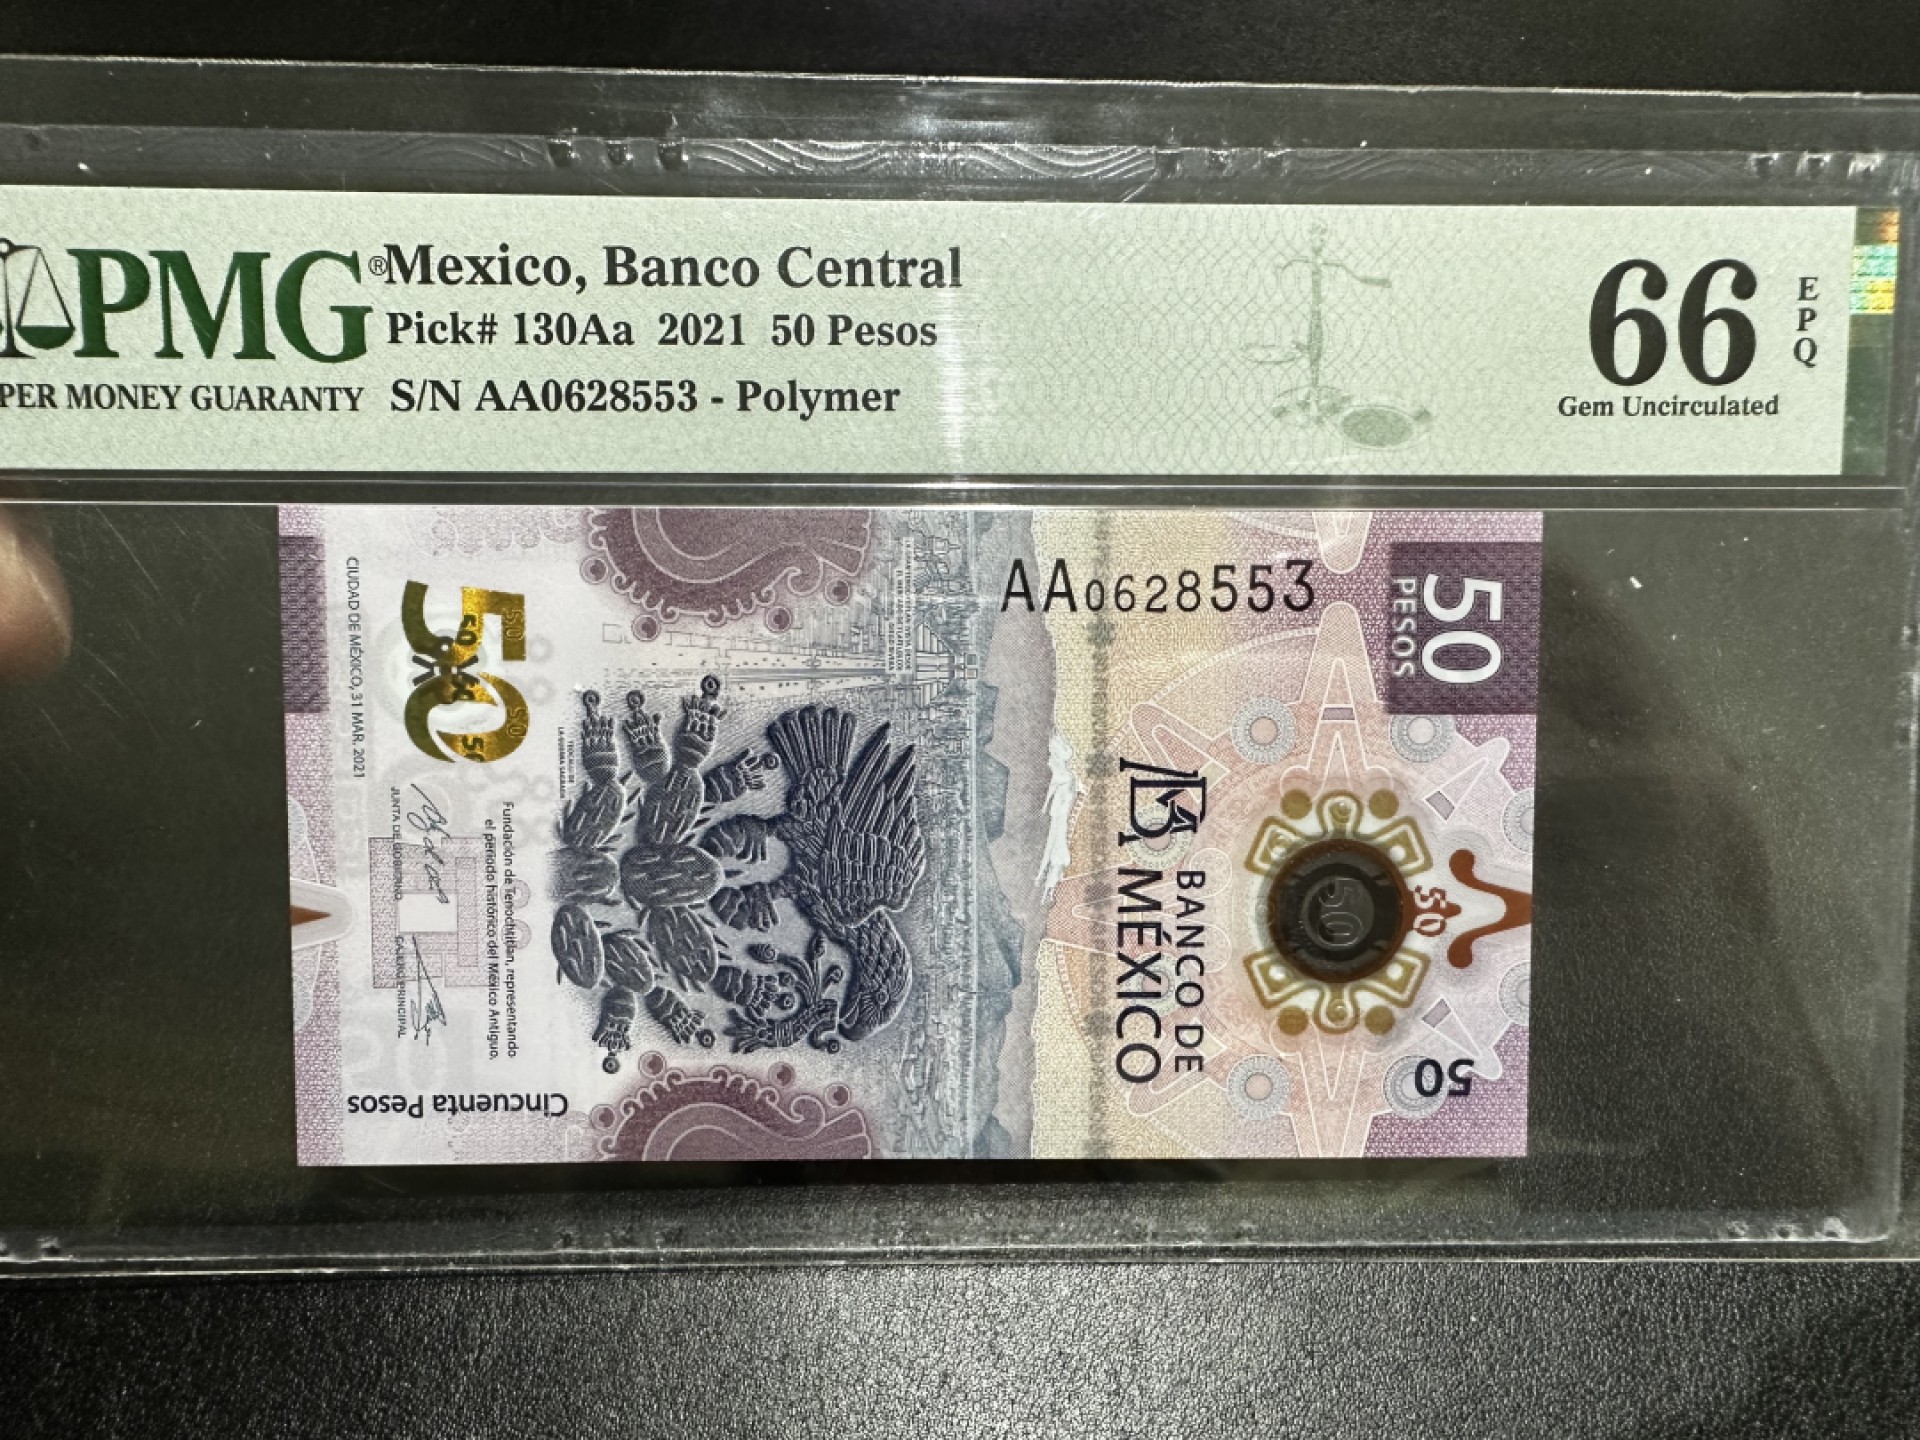 PMG®
PER MONEY GUARANTY
Mexico, Banco Central
Pick# 130Aa 2021 50 Pesos
S/N AA0628553 - Polymer
66
EPQ
Gem Uncirculated
AA0628553
50
PESOS
BANCO DE
MÉXICO
50
50
50
50
CIUDAD DE MÉXICO, 31 MAR. 2021
JUNTA DE GOBIERNO
CAJERO PRINCIPAL
Fundación de Tenochtitlan, representando
el periodo histórico del México Antiguo.
Cincuenta Pesos